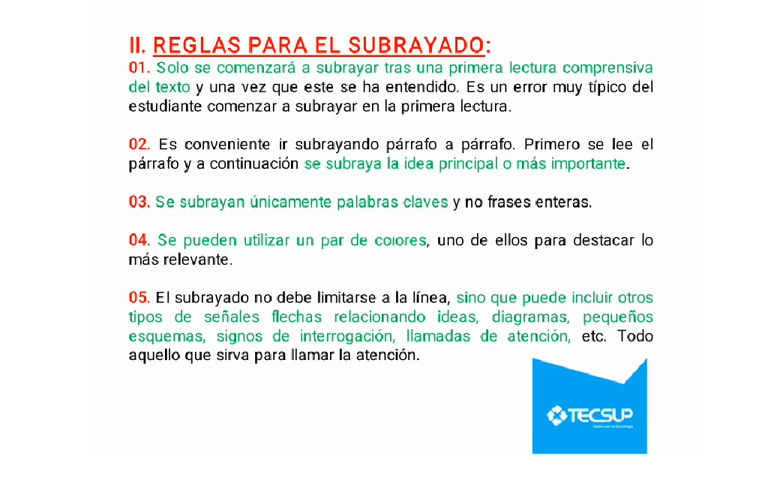 II. REGLAS PARA EL SUBRAYADO:
01. Solo se comenzará a subrayar tras una primera lectura comprensiva
del texto y una vez que este se ha entendido. Es un error muy típico del
estudiante comenzar a subrayar en la primera lectura.
02. Es conveniente ir subrayando párrafo a párrafo. Primero se lee el
párrafo y a continuación se subraya la idea principal o más importante.
03. Se subrayan únicamente palabras claves y no frases enteras.
04. Se pueden utilizar un par de colores, uno de ellos para destacar lo
más relevante.
05. El subrayado no debe limitarse a la línea, sino que puede incluir otros
tipos de señales flechas relacionando ideas, diagramas, pequeños
esquemas, signos de interrogación, llamadas de atención, etc. Todo
aquello que sirva para llamar la atención.
TECSUP